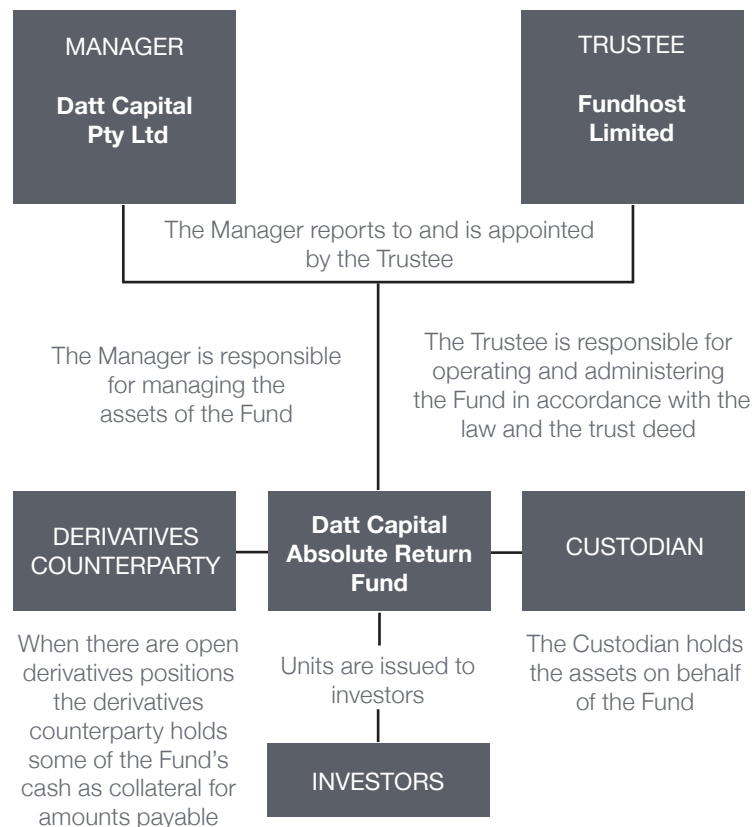 MANAGER
Datt Capital
Pty Ltd
TRUSTEE
Fundhost
Limited
The Manager reports to and is appointed
by the Trustee
The Manager is responsible
for managing the
assets of the Fund
The Trustee is responsible for
operating and administering
the Fund in accordance with the
law and the trust deed
DERIVATIVES
COUNTERPARTY
Datt Capital
Absolute Return
Fund
CUSTODIAN
When there are open
derivatives positions
the derivatives
counterparty holds
some of the Fund's
cash as collateral for
amounts payable
Units are issued to
investors
The Custodian holds
the assets on behalf
of the Fund
INVESTORS